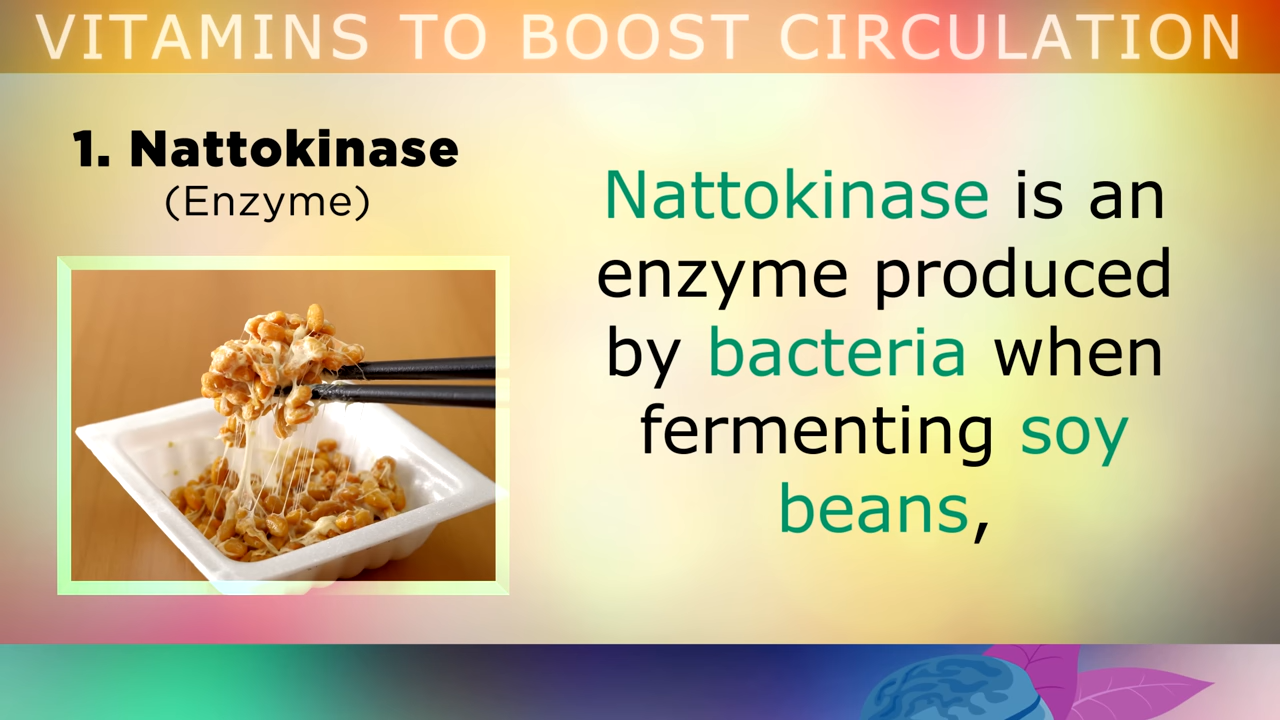 VITAMINS TO BOOST CIRCULATION
1. Nattokinase
(Enzyme)
Nattokinase is an
enzyme produced
by bacteria when
fermenting soy
beans,